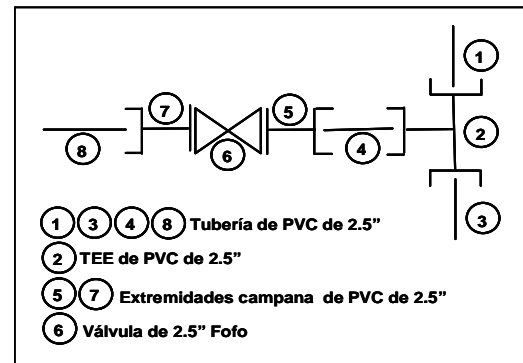 1
7
5
2
8
6
4
3
1 3 4 8 Tubería de PVC de 2.5”
2 TEE de PVC de 2.5”
5 7 Extremidades campana de PVC de 2.5”
6 Válvula de 2.5” Fofo